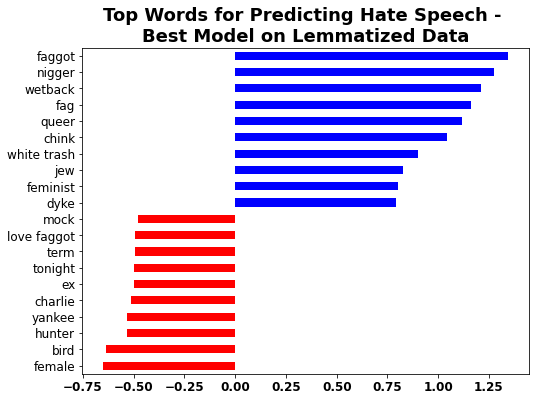 Top Words for Predicting Hate Speech -
Best Model on Lemmatized Data
faggot
nigger
wetback
fag
queer
chink
white trash
jew
feminist
dyke
mock
love faggot
term
tonight
ex
charlie
yankee
hunter
bird
female
−0.75 −0.50 −0.25 0.00 0.25 0.50 0.75 1.00 1.25